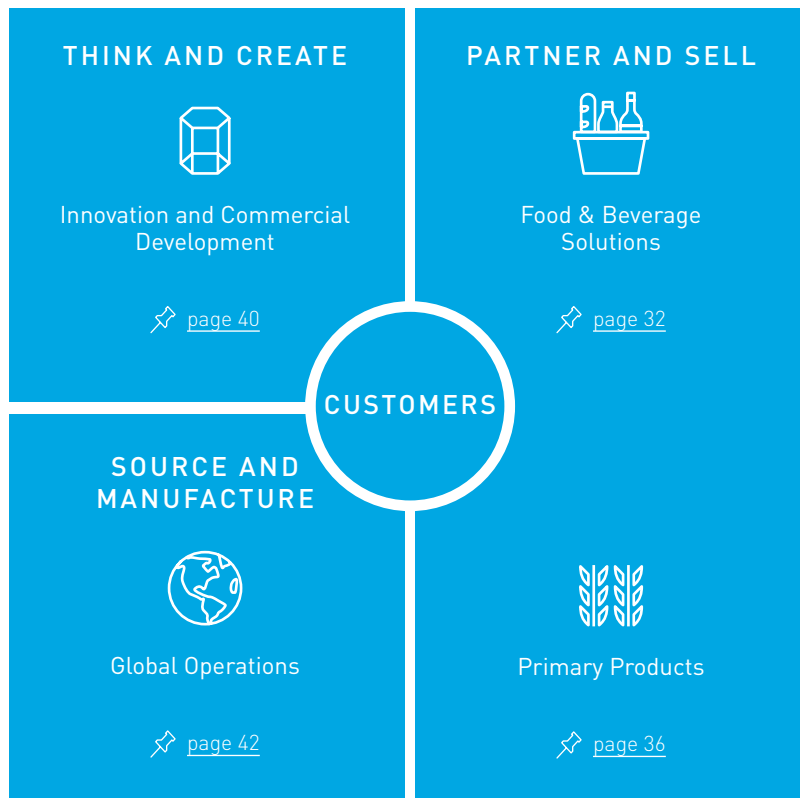 THINK AND CREATE
Innovation and Commercial
Development
page 40
PARTNER AND SELL
Food & Beverage
Solutions
page 32
CUSTOMERS
SOURCE AND
MANUFACTURE
Global Operations
page 42
Primary Products
page 36